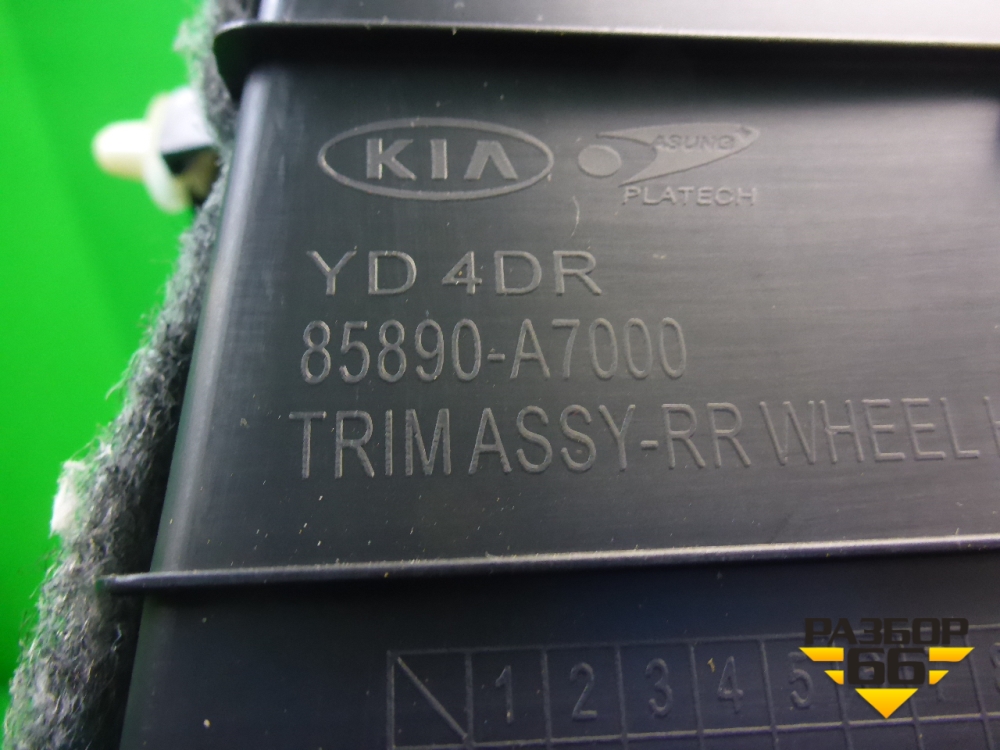 KIA ASUNG
PLATECH
YD 4DR
85890-A7000
TRIM ASSY-RR WHEEL
РАЗБОР
66
1 2 3 4 5